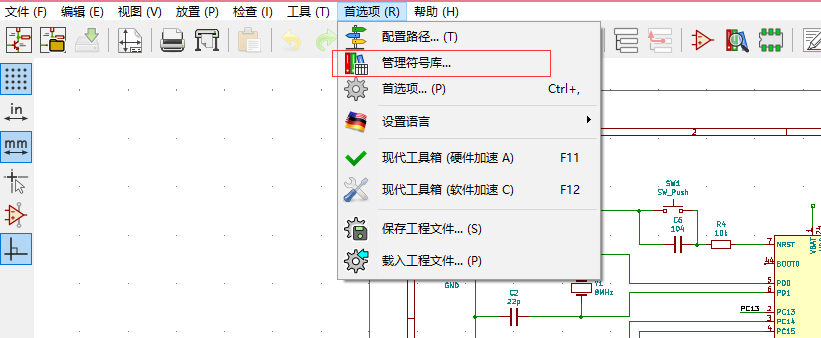 文件 (F) 编辑 (E) 视图 (V) 放置 (P) 检查 (I) 工具 (T) 首选项 (R) 帮助 (H)
配置路径... (T)
管理符号库...
首选项... (P) Ctrl+,
设置语言
现代工具箱 (硬件加速 A) F11
现代工具箱 (软件加速 C) F12
保存工程文件... (S)
载入工程文件... (P)
in
mm
2
SW1
SW_Push
C6
104
R4
10k
7 NRST
44 BOOT0
5 PD0
6 PD1
PC13 2 PC13
3 PC14
4 PC15
VBAT
24
GND
C2
22p
Y1
8MHz